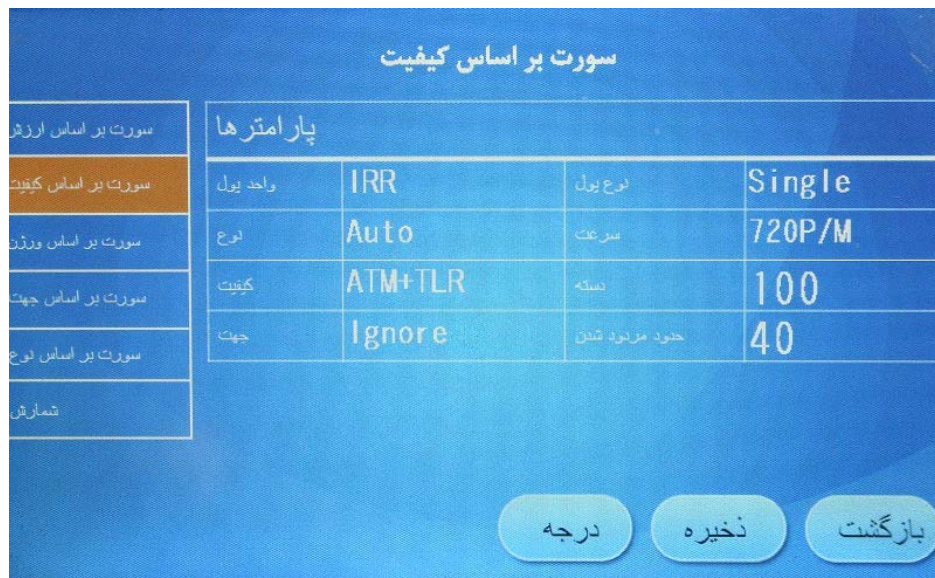 سورت بر اساس کیفیت
سورت بر اساس ارزش
سورت بر اساس کیفیت
سورت بر اساس ورژن
سورت بر اساس جهت
سورت بر اساس نوع
شمارش
پارامترها
واحد پول IRR نوع پول Single
نوع Auto سرعت 720P/M
کیفیت ATM+TLR دسته 100
جهت Ignore حدود مردود شدن 40
درجه ذخیره بازگشت